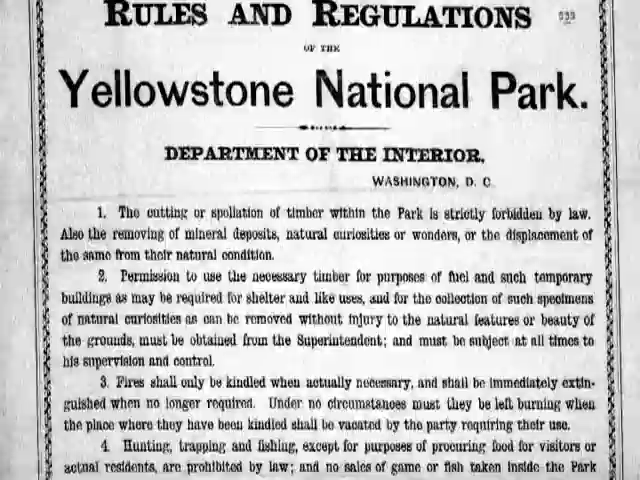 RULES AND REGULATIONS
OF THE
Yellowstone National Park.
DEPARTMENT OF THE INTERIOR,
WASHINGTON, D. C.
1. The cutting or spoliation of timber within the Park is strictly forbidden by law.
Also the removing of mineral deposits, natural curiosities or wonders, or the displacement of
the same from their natural condition.
2. Permission to use the necessary timber for purposes of fuel and such temporary
buildings as may be required for shelter and like uses, and for the collection of such specimens
of natural curiosities as can be removed without injury to the natural features or beauty of
the grounds, must be obtained from the Superintendent; and must be subject at all times to
his supervision and control.
3. Fires shall only be kindled when actually necessary, and shall be immediately extin-
guished when no longer required. Under no circumstances must they be left burning when
the place where they have been kindled shall be vacated by the party requiring their use.
4. Hunting, trapping and fishing, except for purposes of procuring food for visitors or
actual residents, are prohibited by law; and no sales of game or fish taken inside the Park